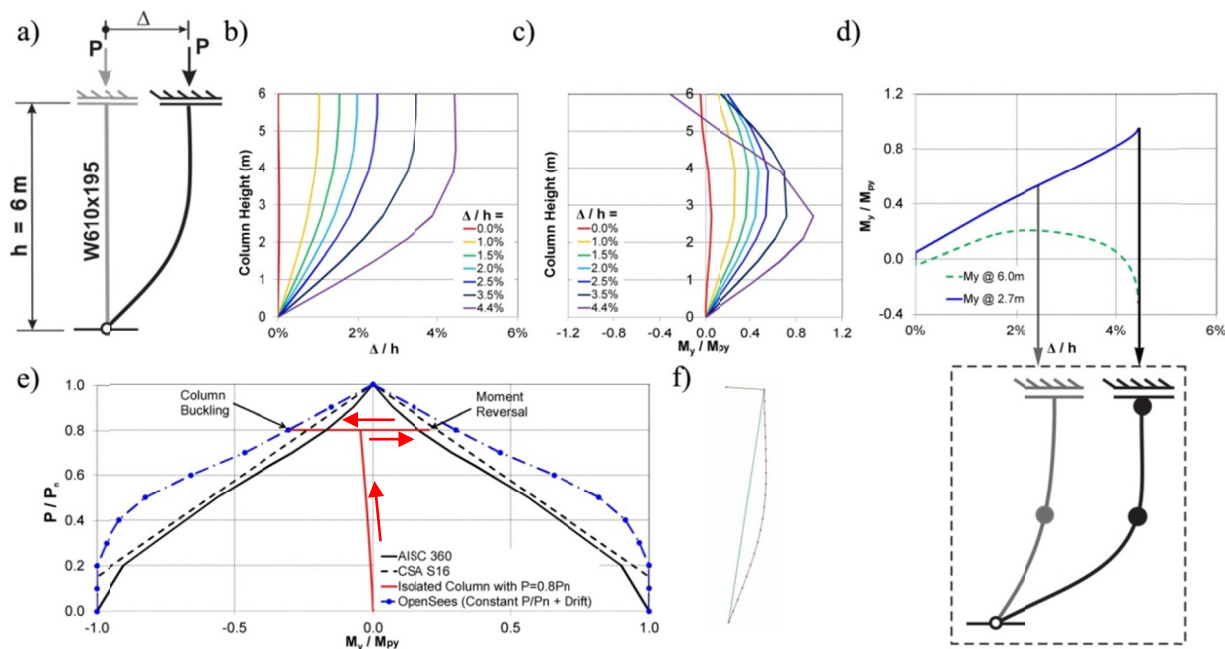 a)
Δ
P
P
h = 6 m
W610x195
b)
Column Height (m)
6
5
4
3
2
1
0
Δ / h =
0.0%
1.0%
1.5%
2.0%
2.5%
3.5%
4.4%
0%
2%
4%
6%
Δ / h
c)
Column Height (m)
6
5
4
3
2
1
0
Δ / h =
0.0%
1.0%
1.5%
2.0%
2.5%
3.5%
4.4%
-1.2
-0.8
-0.4
0.0
0.4
0.8
1.2
My / Mpy
d)
My / Mpy
1.2
0.8
0.4
0.0
-0.4
My @ 6.0m
My @ 2.7m
0%
2%
4%
6%
Δ / h
e)
P / Pn
1.0
0.8
0.6
0.4
0.2
0.0
Column
Buckling
Moment
Reversal
AISC 360
CSA S16
Isolated Column with P=0.8Pn
OpenSees (Constant P/Pn + Drift)
-1.0
-0.5
0.0
0.5
1.0
My / Mpy
f)